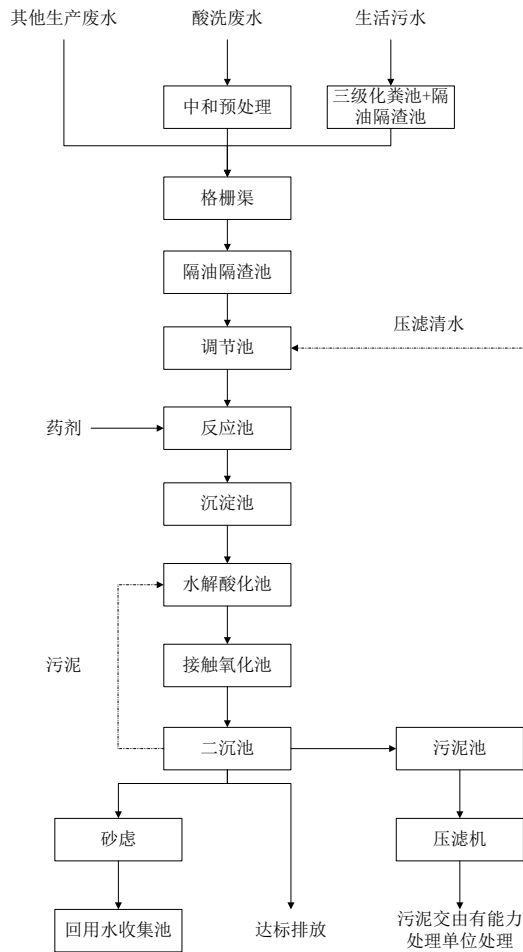 其他生产废水
酸洗废水
生活污水
中和预处理
三级化粪池+隔
油隔渣池
格栅渠
隔油隔渣池
压滤清水
调节池
药剂
反应池
沉淀池
水解酸化池
污泥
接触氧化池
二沉池
污泥池
砂虑
压滤机
回用水收集池
达标排放
污泥交由有能力
处理单位处理